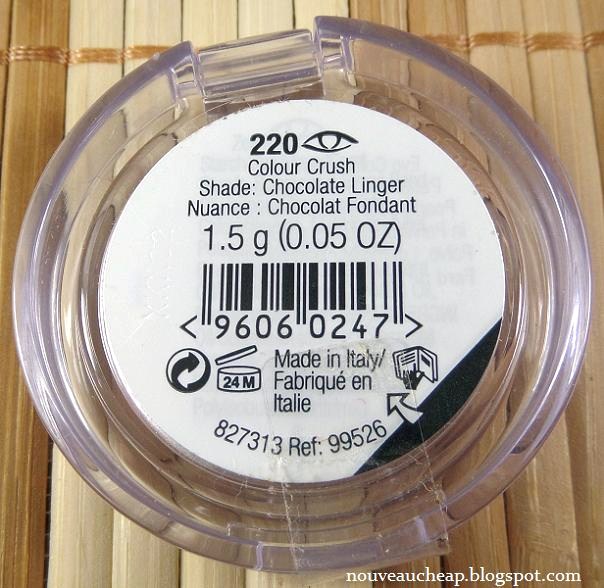 220
Colour Crush
Shade: Chocolate Linger
Nuance : Chocolat Fondant
1.5 g (0.05 OZ)
< 9606 0247 >
24 M
Made in Italy/
Fabriqué en
Italie
827313 Ref: 99526
nouveaucheap.blogspot.com